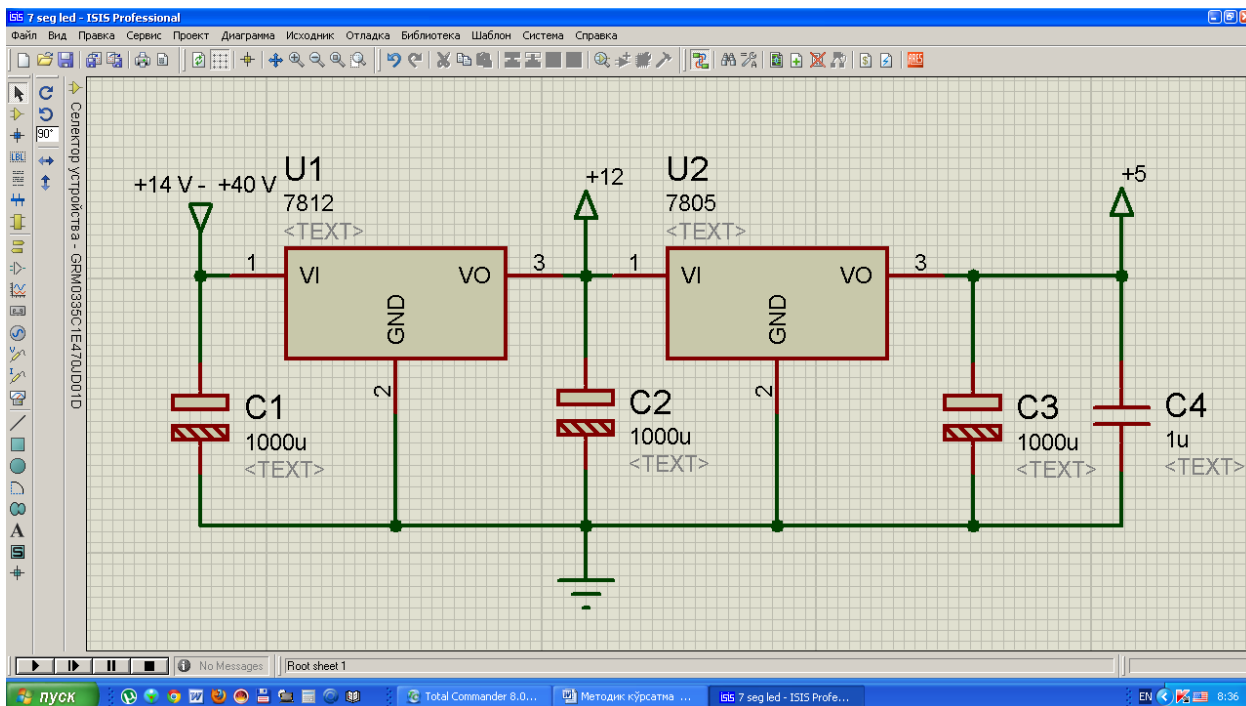 7 seg led - ISIS Professional
Файл Вид Правка Сервис Проект Диаграмма Исходник Отладка Библиотека Шаблон Система Справка
90°
LBL
Селектор устройства - GRM0335C1E470JD01D
+14 V - +40 V
U1
7812
<TEXT>
1
VI
VO
GND
2
3
+12
U2
7805
<TEXT>
1
VI
VO
GND
2
3
+5
C1
1000u
<TEXT>
C2
1000u
<TEXT>
C3
1000u
<TEXT>
C4
1u
<TEXT>
No Messages
Root sheet 1
пуск
Total Commander 8.0...
Методик кўрсатма ...
7 seg led - ISIS Profe...
EN
8:36